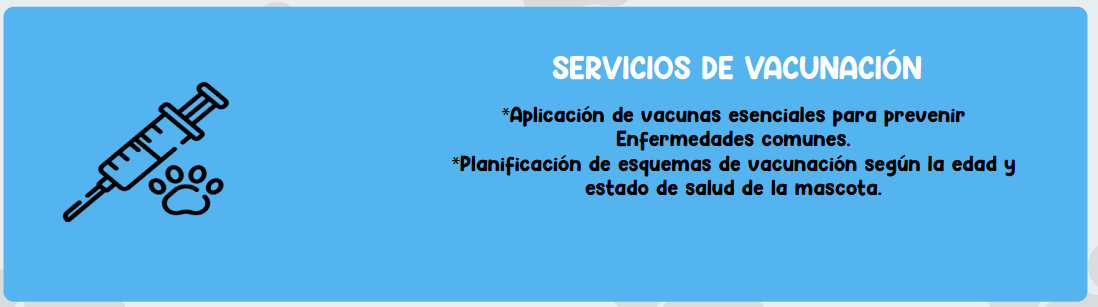 SERVICIOS DE VACUNACIÓN
*Aplicación de vacunas esenciales para prevenir
Enfermedades comunes.
*Planificación de esquemas de vacunación según la edad y
estado de salud de la mascota.